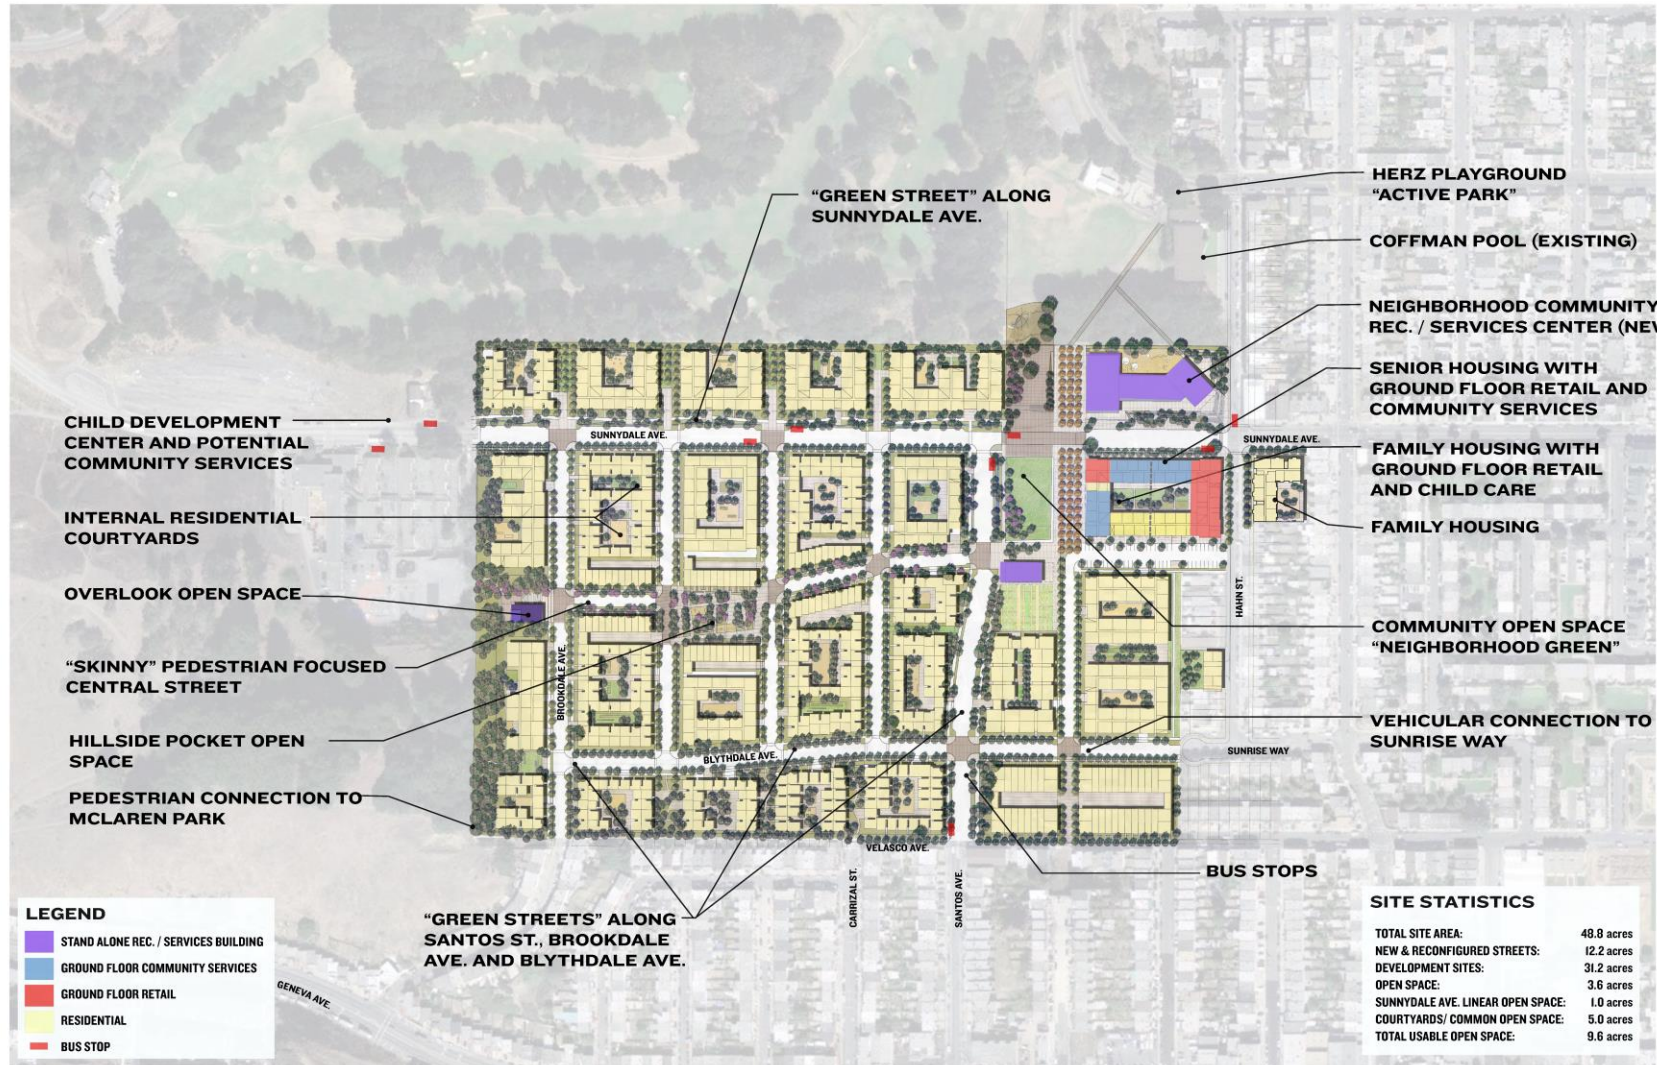 "GREEN STREET" ALONG
SUNNYDALE AVE.
HERZ PLAYGROUND
"ACTIVE PARK"
COFFMAN POOL (EXISTING)
NEIGHBORHOOD COMMUNITY
REC. / SERVICES CENTER (NEW
SENIOR HOUSING WITH
GROUND FLOOR RETAIL AND
COMMUNITY SERVICES
FAMILY HOUSING WITH
GROUND FLOOR RETAIL
AND CHILD CARE
FAMILY HOUSING
COMMUNITY OPEN SPACE
"NEIGHBORHOOD GREEN"
VEHICULAR CONNECTION TO
SUNRISE WAY
BUS STOPS
CHILD DEVELOPMENT
CENTER AND POTENTIAL
COMMUNITY SERVICES
INTERNAL RESIDENTIAL
COURTYARDS
OVERLOOK OPEN SPACE
"SKINNY" PEDESTRIAN FOCUSED
CENTRAL STREET
HILLSIDE POCKET OPEN
SPACE
PEDESTRIAN CONNECTION TO
MCLAREN PARK
"GREEN STREETS" ALONG
SANTOS ST., BROOKDALE
AVE. AND BLYTHDALE AVE.
SUNNYDALE AVE.
SUNNYDALE AVE.
HAHN ST.
BROOKDALE AVE.
BLYTHDALE AVE.
SUNRISE WAY
VELASCO AVE.
CARRIZAL ST.
SANTOS AVE.
GENEVA AVE.
LEGEND
STAND ALONE REC. / SERVICES BUILDING
GROUND FLOOR COMMUNITY SERVICES
GROUND FLOOR RETAIL
RESIDENTIAL
BUS STOP
SITE STATISTICS
TOTAL SITE AREA: 48.8 acres
NEW & RECONFIGURED STREETS: 12.2 acres
DEVELOPMENT SITES: 31.2 acres
OPEN SPACE: 3.6 acres
SUNNYDALE AVE. LINEAR OPEN SPACE: 1.0 acres
COURTYARDS/ COMMON OPEN SPACE: 5.0 acres
TOTAL USABLE OPEN SPACE: 9.6 acres